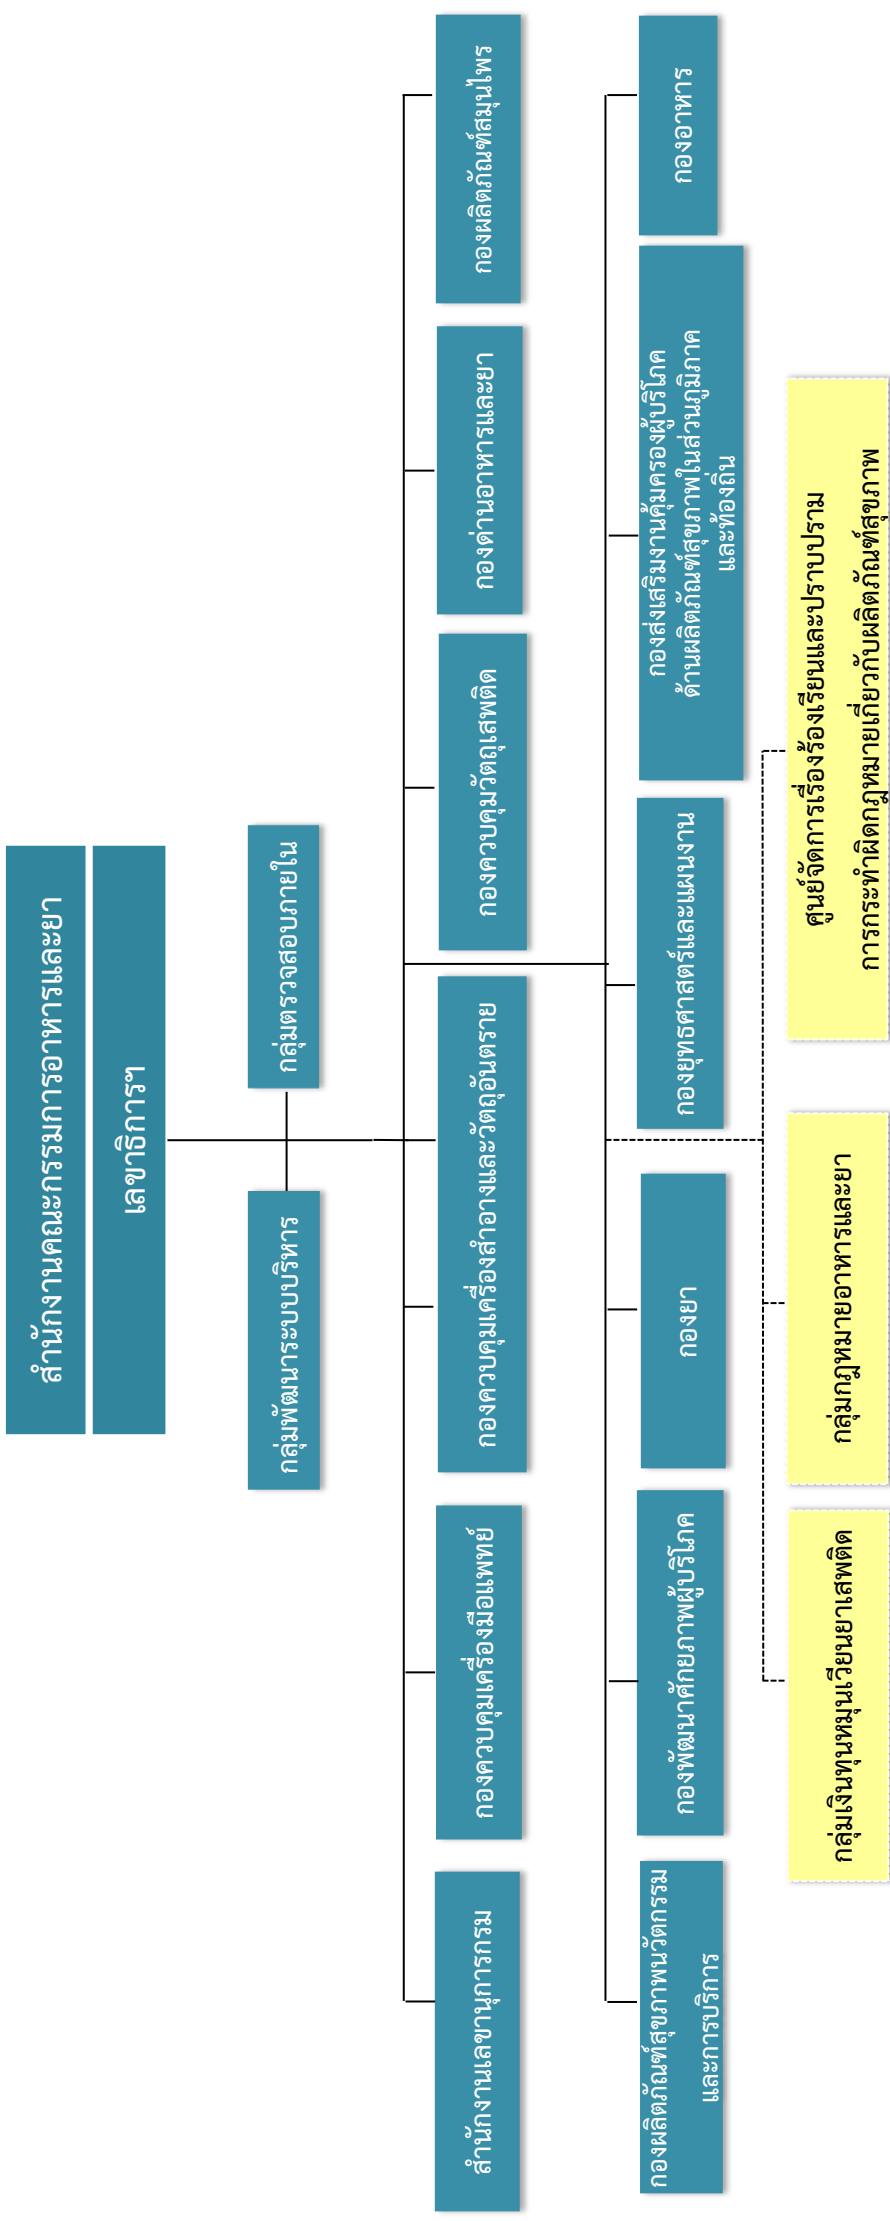 สำนักงานคณะกรรมการอาหารและยา
เลขาธิการฯ
กลุ่มพัฒนาระบบบริหาร
กลุ่มตรวจสอบภายใน
สำนักงานเลขานุการกรม
กองควบคุมเครื่องมือแพทย์
กองควบคุมเครื่องสำอางและวัตถุอันตราย
กองควบคุมวัตถุเสพติด
กองด่านอาหารและยา
กองผลิตภัณฑ์สมุนไพร
กองผลิตภัณฑ์สุขภาพนวัตกรรม
และการบริการ
กองพัฒนาศักยภาพผู้บริโภค
กองยา
กองยุทธศาสตร์และแผนงาน
กองส่งเสริมงานคุ้มครองผู้บริโภค
ด้านผลิตภัณฑ์สุขภาพในส่วนภูมิภาค
และท้องถิ่น
กองอาหาร
กลุ่มเงินทุนหมุนเวียนยาเสพติด
กลุ่มกฎหมายอาหารและยา
ศูนย์จัดการเรื่องร้องเรียนและปราบปราม
การกระทำผิดกฎหมายเกี่ยวกับผลิตภัณฑ์สุขภาพ